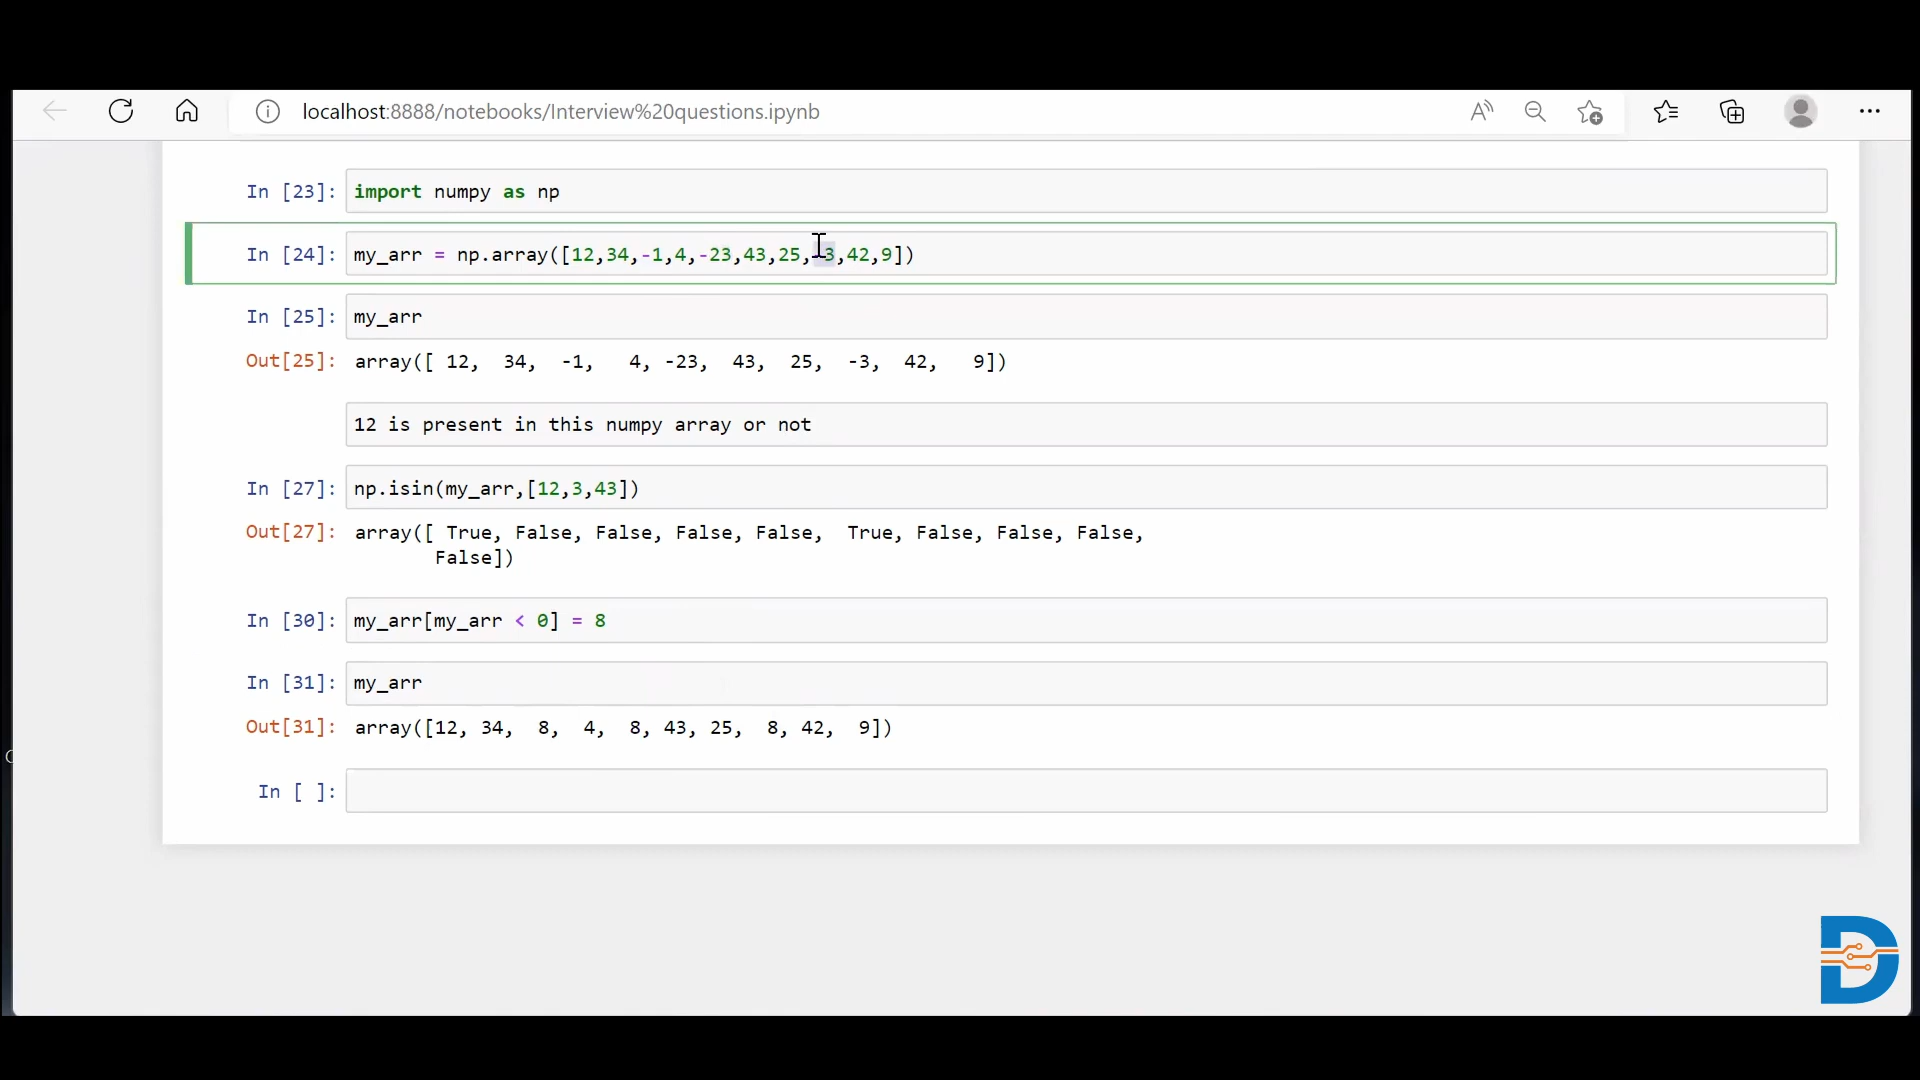 localhost:8888/notebooks/Interview%20questions.ipynb
In [23]: import numpy as np
In [24]: my_arr = np.array([12,34,-1,4,-23,43,25,-3,42,9])
In [25]: my_arr
Out[25]: array([ 12,  34,  -1,   4, -23,  43,  25,  -3,  42,   9])
12 is present in this numpy array or not
In [27]: np.isin(my_arr,[12,3,43])
Out[27]: array([ True, False, False, False, False,  True, False, False, False,
       False])
In [30]: my_arr[my_arr < 0] = 8
In [31]: my_arr
Out[31]: array([12, 34,  8,  4,  8, 43, 25,  8, 42,  9])
In [ ]: